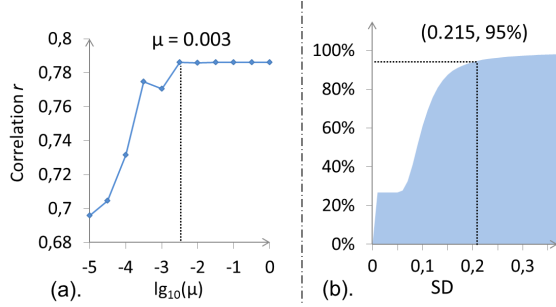 0,8
0,78
0,76
0,74
0,72
0,7
0,68
Correlation r
μ = 0.003
-5 -4 -3 -2 -1 0
lg10(μ)
(a).
(0.215, 95%)
100%
80%
60%
40%
20%
0%
0 0,1 0,2 0,3
SD
(b).